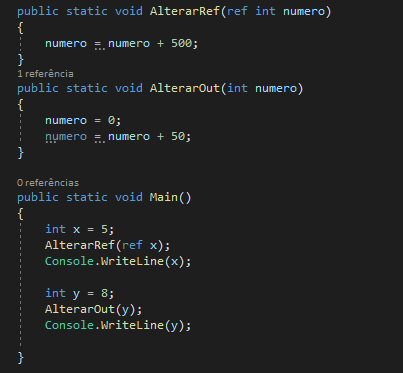 public static void AlterarRef(ref int numero)
{
numero = numero + 500;
}
1 referência
public static void AlterarOut(int numero)
{
numero = 0;
numero = numero + 50;
}
0 referências
public static void Main()
{
int x = 5;
AlterarRef(ref x);
Console.WriteLine(x);
int y = 8;
AlterarOut(y);
Console.WriteLine(y);
}